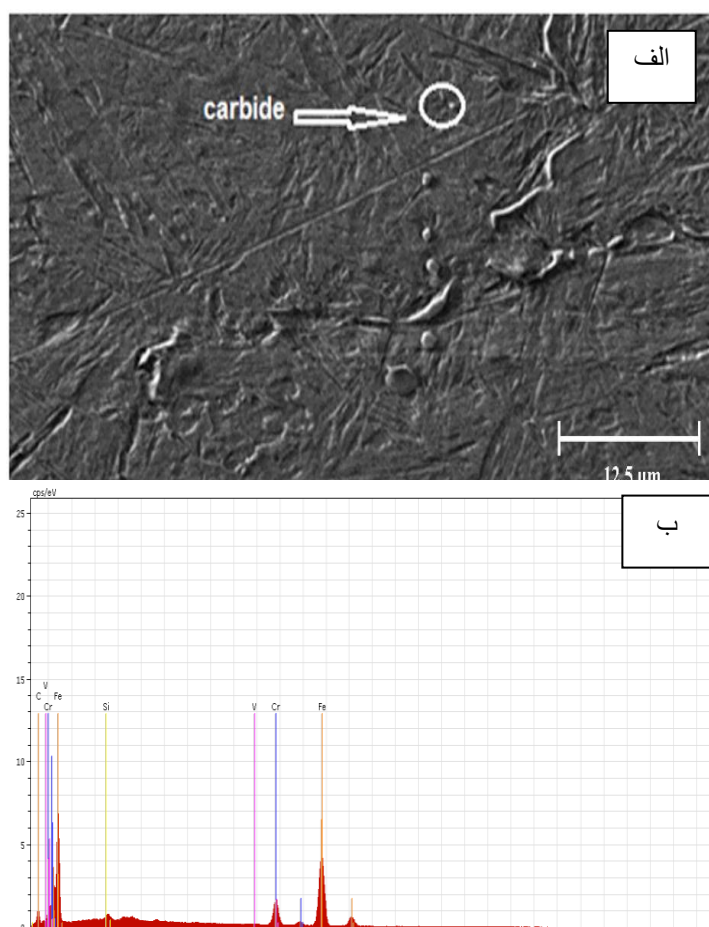 الف
carbide
12.5 µm
cps/eV
ب
25
20
15
V
C Fe
Cr Si V Cr Fe
10
5
0